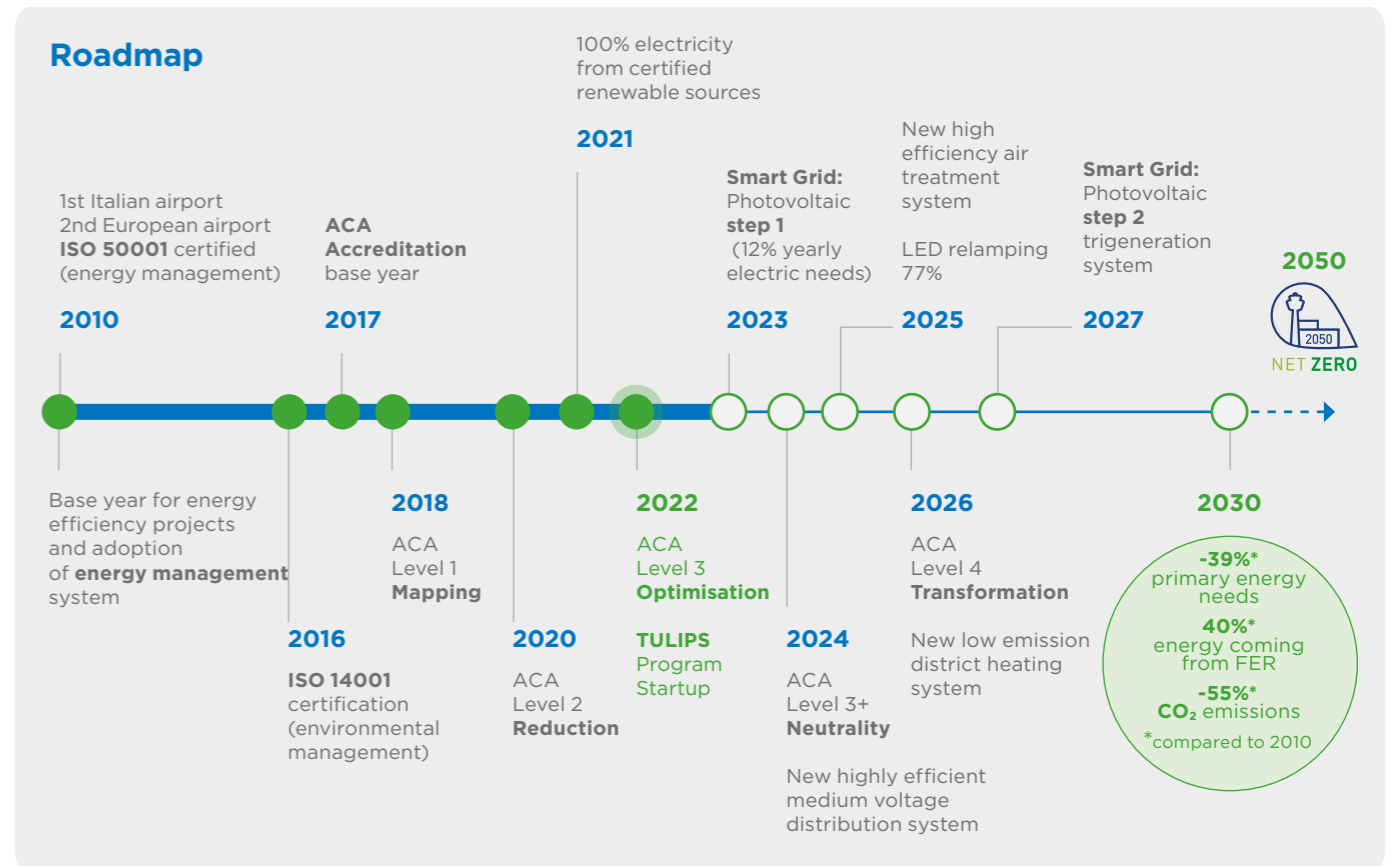 Roadmap
1st Italian airport
2nd European airport
ISO 50001 certified
(energy management)
2010
ACA
Accreditation
base year
2017
100% electricity
from certified
renewable sources
2021
Smart Grid:
Photovoltaic
step 1
(12% yearly
electric needs)
2023
New high
efficiency air
treatment
system
LED relamping
77%
2025
Smart Grid:
Photovoltaic
step 2
trigeneration
system
2027
2050
2050
NET ZERO
Base year for energy
efficiency projects
and adoption
of energy management
system
2016
ISO 14001
certification
(environmental
management)
2018
ACA
Level 1
Mapping
2020
ACA
Level 2
Reduction
2022
ACA
Level 3
Optimisation
TULIPS
Program
Startup
2024
ACA
Level 3+
Neutrality
New highly efficient
medium voltage
distribution system
2026
ACA
Level 4
Transformation
New low emission
district heating
system
2030
-39%*
primary energy
needs
40%*
energy coming
from FER
-55%*
CO₂ emissions
*compared to 2010